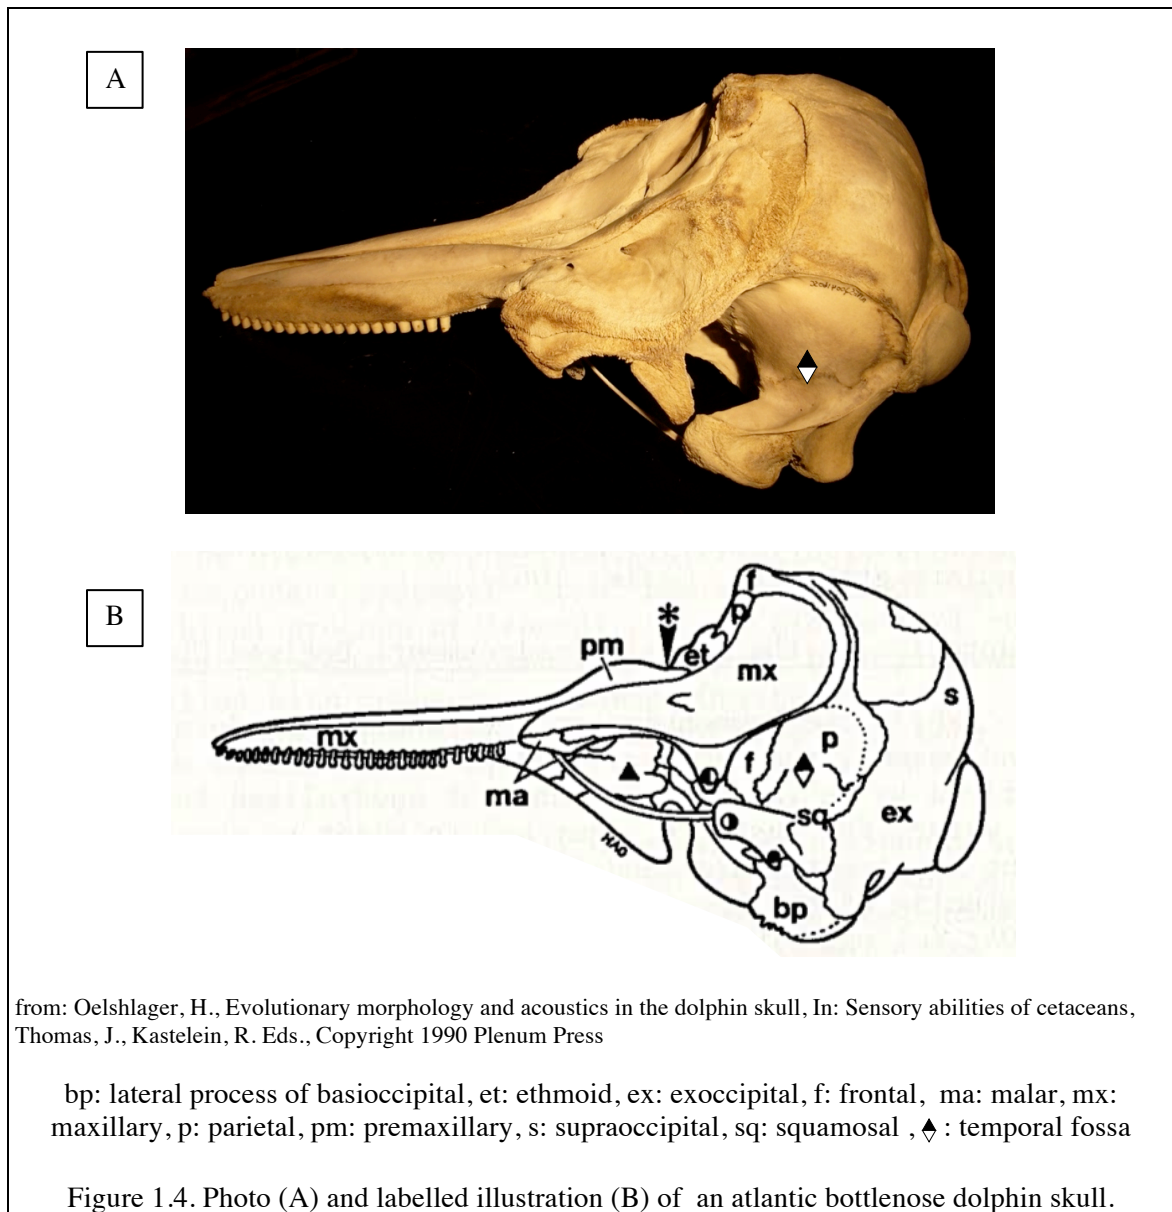 A
B
*
pm
et
f
p
mx
s
mx
ma
f
p
sq
ex
HAO
bp
from: Oelshlager, H., Evolutionary morphology and acoustics in the dolphin skull, In: Sensory abilities of cetaceans,
Thomas, J., Kastelein, R. Eds., Copyright 1990 Plenum Press
bp: lateral process of basioccipital, et: ethmoid, ex: exoccipital, f: frontal, ma: malar, mx:
maxillary, p: parietal, pm: premaxillary, s: supraoccipital, sq: squamosal , : temporal fossa
Figure 1.4. Photo (A) and labelled illustration (B) of an atlantic bottlenose dolphin skull.